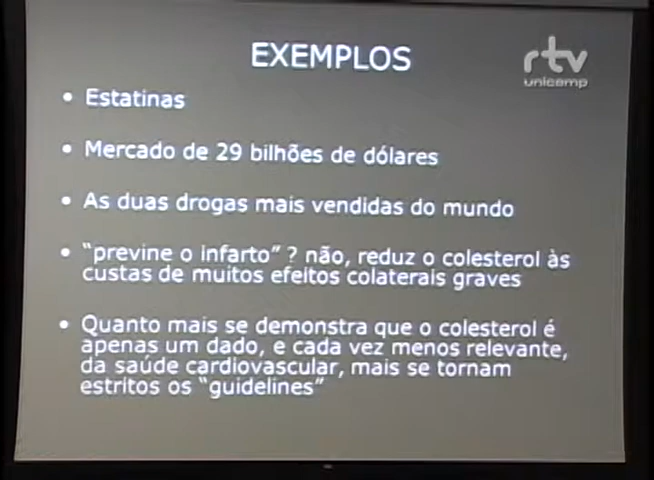 EXEMPLOS
rtv
unicamp
• Estatinas
• Mercado de 29 bilhões de dólares
• As duas drogas mais vendidas do mundo
• "previne o infarto" ? não, reduz o colesterol às
custas de muitos efeitos colaterais graves
• Quanto mais se demonstra que o colesterol é
apenas um dado, e cada vez menos relevante,
da saúde cardiovascular, mais se tornam
estritos os "guidelines"